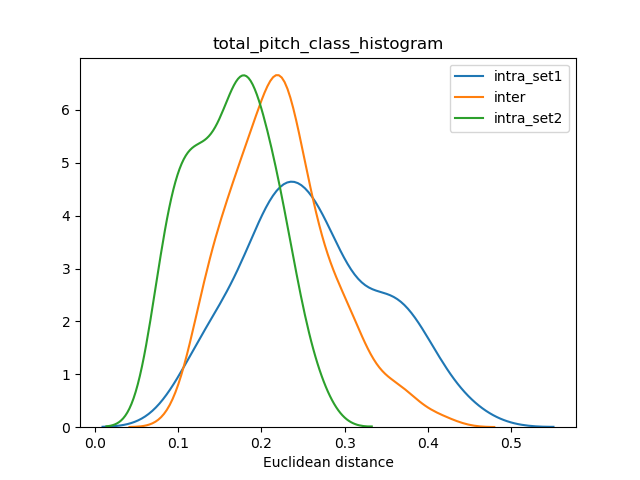 total_pitch_class_histogram
intra_set1
inter
intra_set2
6
5
4
3
2
1
0
0.0 0.1 0.2 0.3 0.4 0.5
Euclidean distance